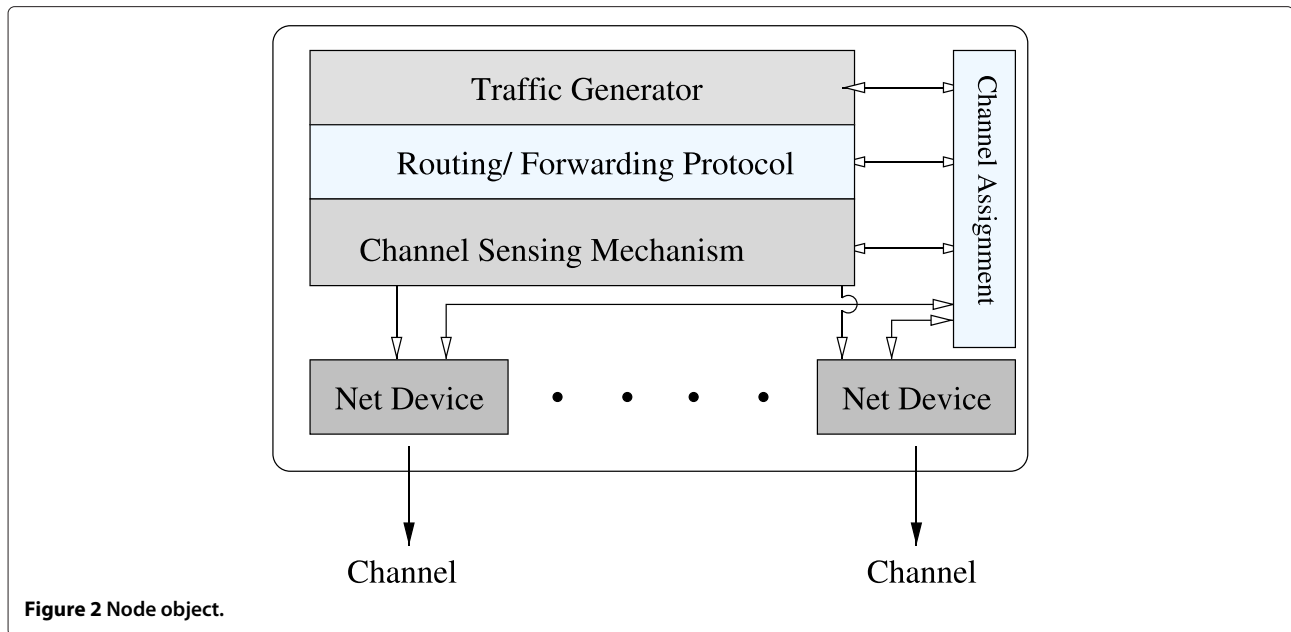 Traffic Generator
Channel Assignment
Routing/ Forwarding Protocol
Channel Sensing Mechanism
Net Device
Net Device
Channel
Channel
Figure 2 Node object.